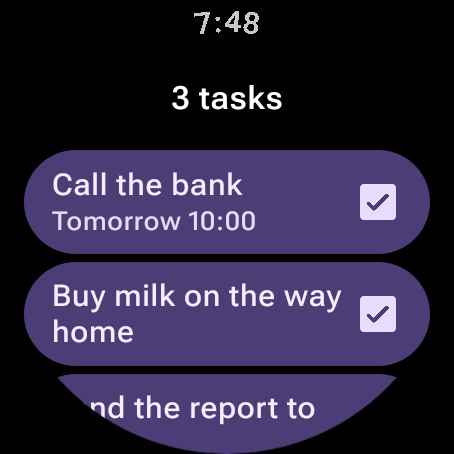 7:48
3 tasks
Call the bank
Tomorrow 10:00
Buy milk on the way
home
the report to